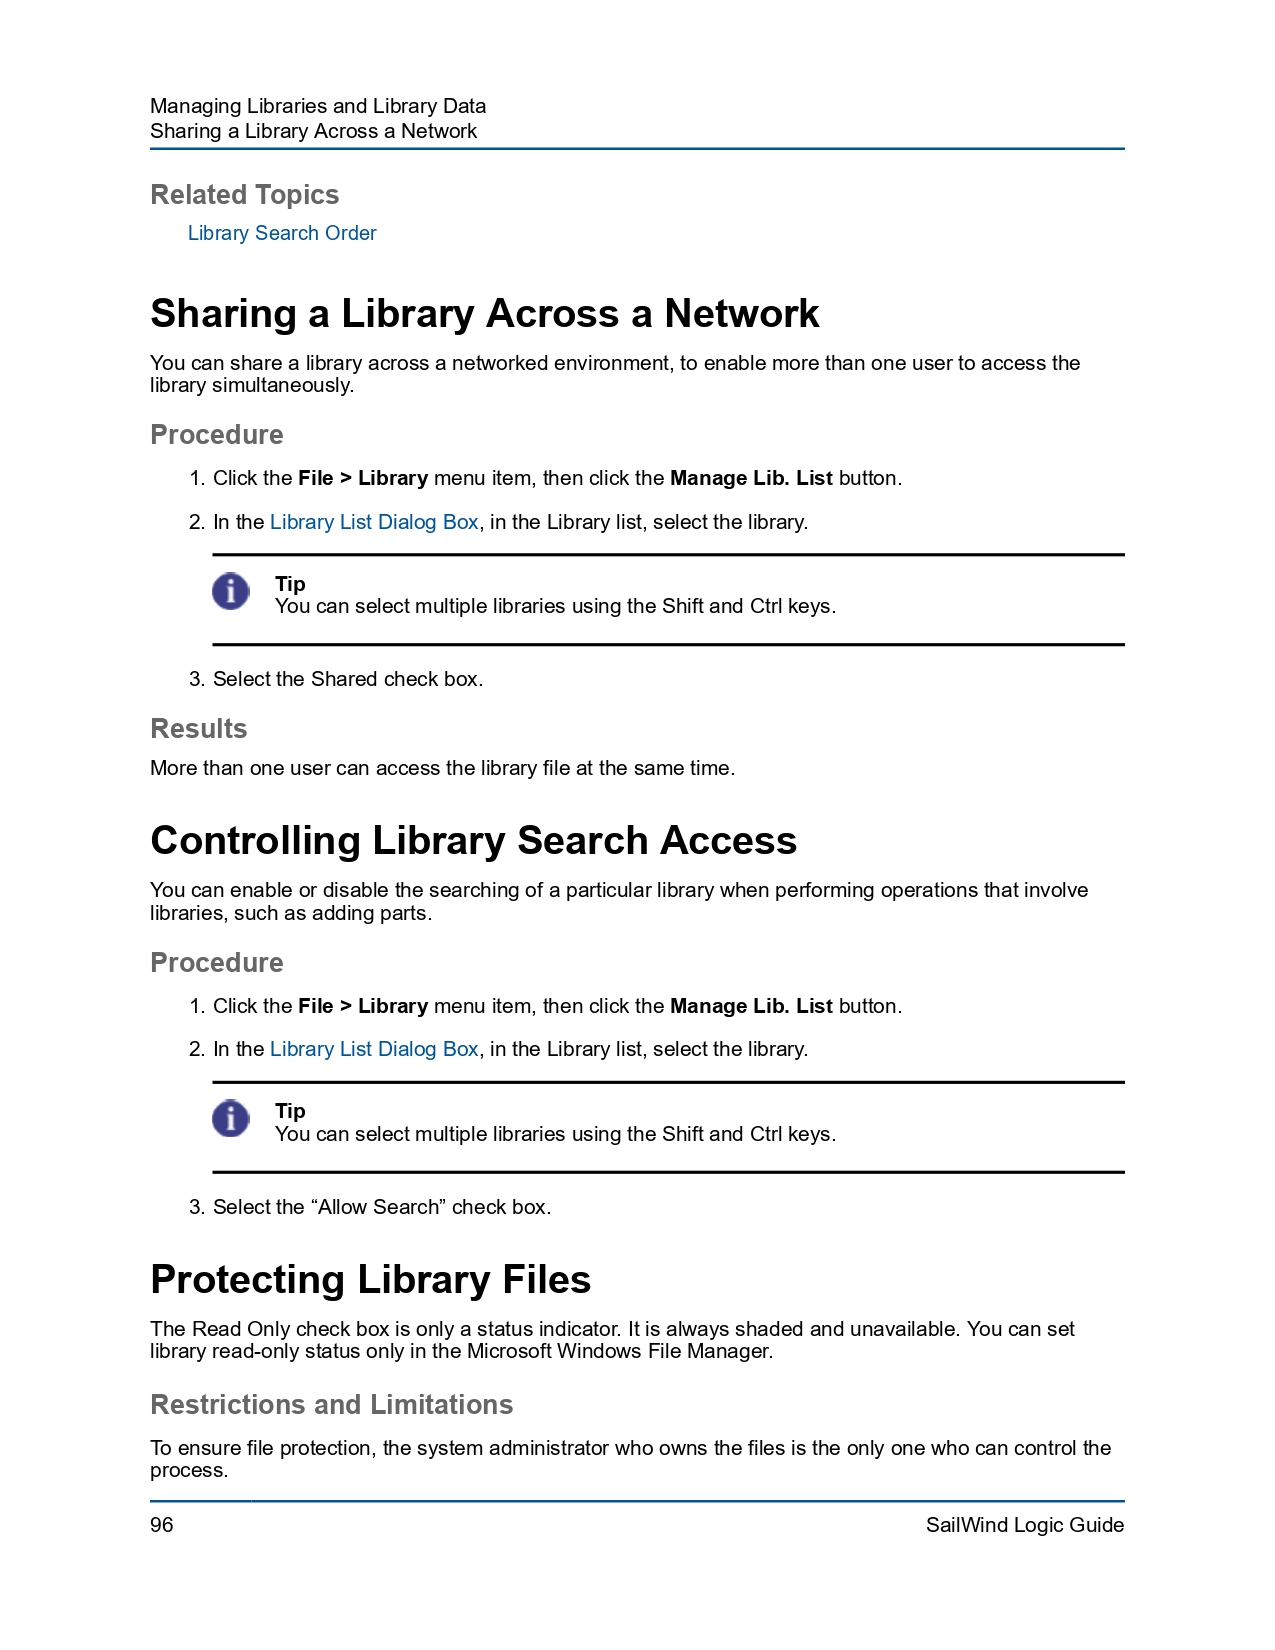 Managing Libraries and Library Data
Sharing a Library Across a Network
Related Topics
Library Search Order
Sharing a Library Across a Network
You can share a library across a networked environment, to enable more than one user to access the
library simultaneously.
Procedure
1. Click the File > Library menu item, then click the Manage Lib. List button.
2. In the Library List Dialog Box, in the Library list, select the library.
Tip
You can select multiple libraries using the Shift and Ctrl keys.
3. Select the Shared check box.
Results
More than one user can access the library file at the same time.
Controlling Library Search Access
You can enable or disable the searching of a particular library when performing operations that involve
libraries, such as adding parts.
Procedure
1. Click the File > Library menu item, then click the Manage Lib. List button.
2. In the Library List Dialog Box, in the Library list, select the library.
Tip
You can select multiple libraries using the Shift and Ctrl keys.
3. Select the “Allow Search” check box.
Protecting Library Files
The Read Only check box is only a status indicator. It is always shaded and unavailable. You can set
library read-only status only in the Microsoft Windows File Manager.
Restrictions and Limitations
To ensure file protection, the system administrator who owns the files is the only one who can control the
process.
96
SailWind Logic Guide